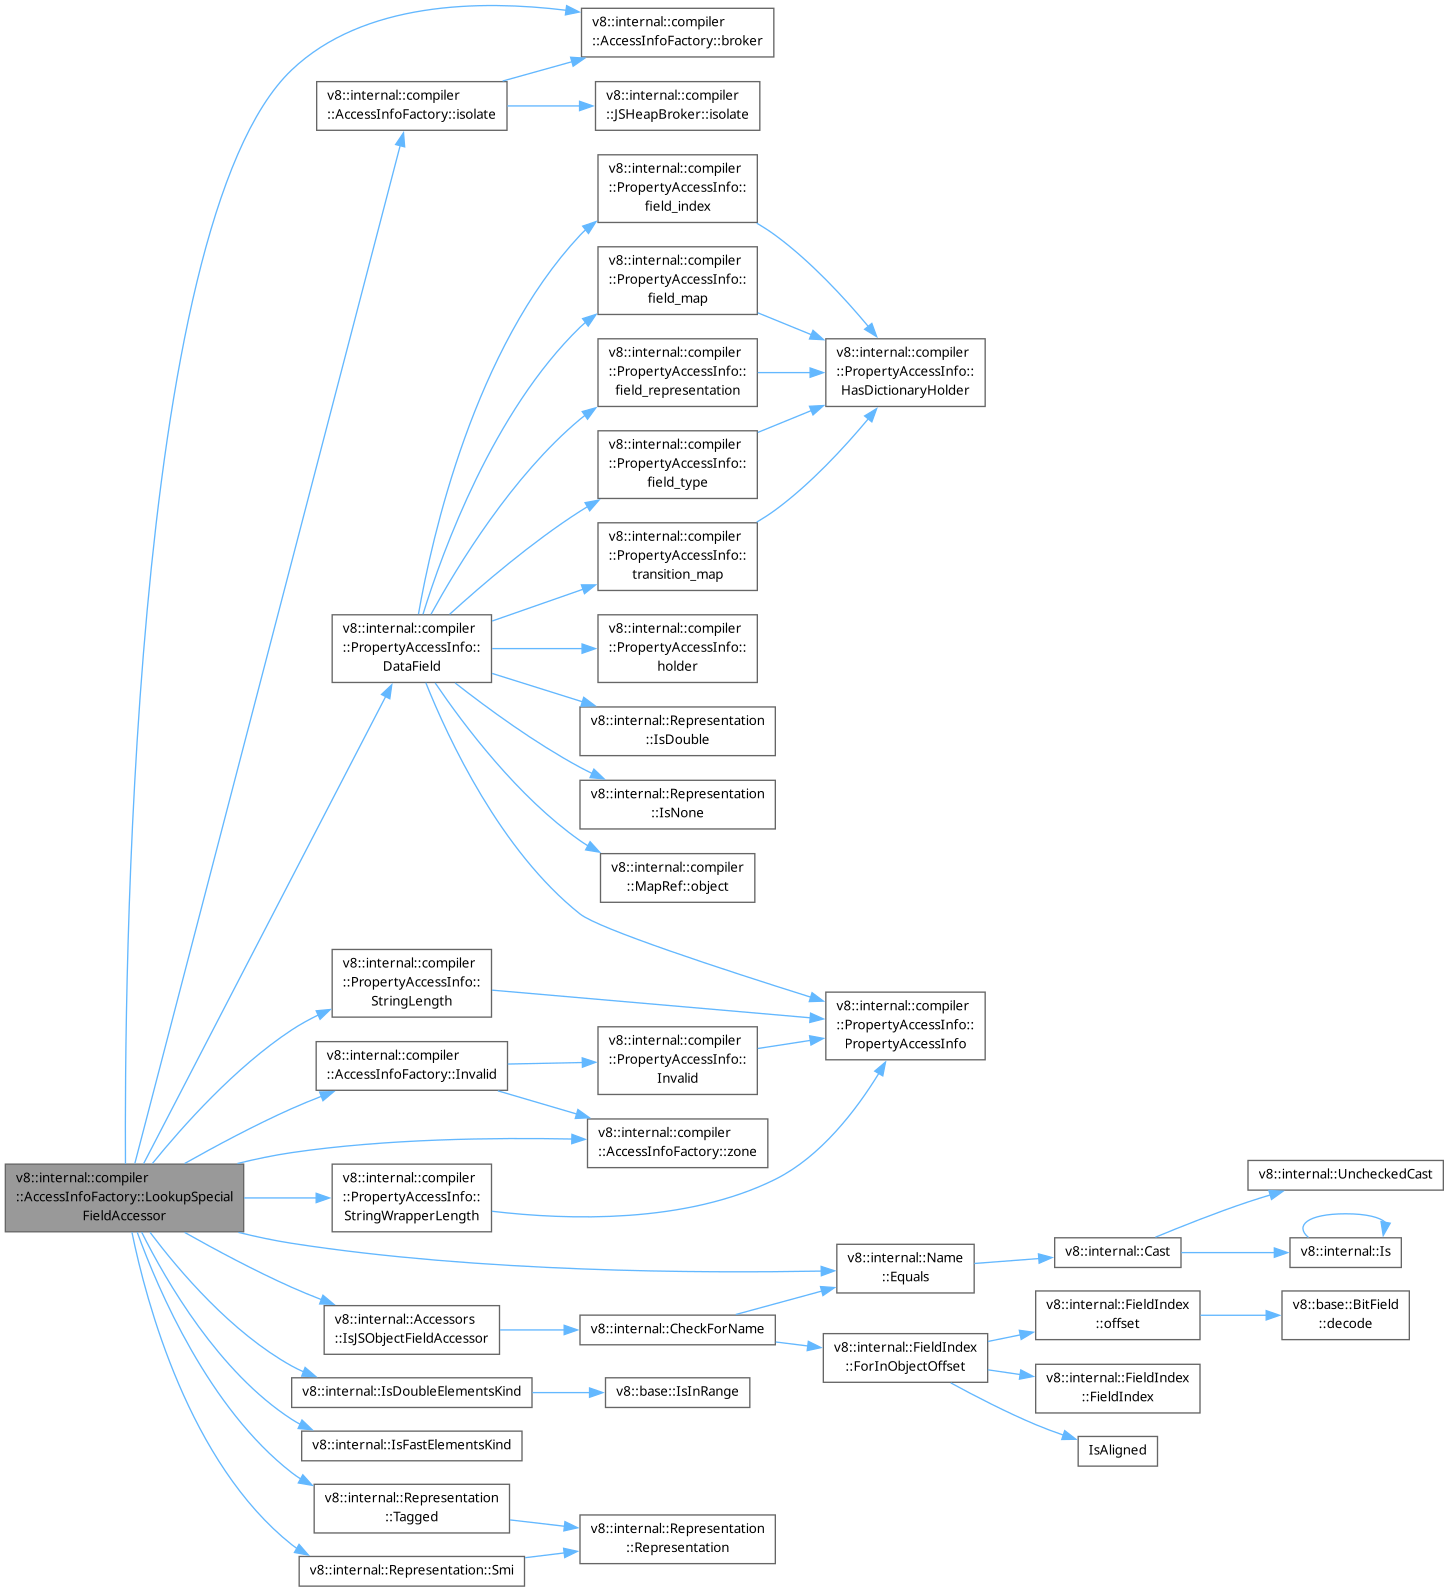 v8::internal::compiler
::AccessInfoFactory::broker
v8::internal::compiler
::AccessInfoFactory::isolate
v8::internal::compiler
::JSHeapBroker::isolate
v8::internal::compiler
::PropertyAccessInfo::
field_index
v8::internal::compiler
::PropertyAccessInfo::
field_map
v8::internal::compiler
::PropertyAccessInfo::
field_representation
v8::internal::compiler
::PropertyAccessInfo::
HasDictionaryHolder
v8::internal::compiler
::PropertyAccessInfo::
field_type
v8::internal::compiler
::PropertyAccessInfo::
transition_map
v8::internal::compiler
::PropertyAccessInfo::
DataField
v8::internal::compiler
::PropertyAccessInfo::
holder
v8::internal::Representation
::IsDouble
v8::internal::Representation
::IsNone
v8::internal::compiler
::MapRef::object
v8::internal::compiler
::PropertyAccessInfo::
StringLength
v8::internal::compiler
::PropertyAccessInfo::
PropertyAccessInfo
v8::internal::compiler
::AccessInfoFactory::Invalid
v8::internal::compiler
::PropertyAccessInfo::
Invalid
v8::internal::compiler
::AccessInfoFactory::zone
v8::internal::compiler
::AccessInfoFactory::LookupSpecial
FieldAccessor
v8::internal::compiler
::PropertyAccessInfo::
StringWrapperLength
v8::internal::UncheckedCast
v8::internal::Name
::Equals
v8::internal::Cast
v8::internal::Is
v8::internal::Accessors
::IsJSObjectFieldAccessor
v8::internal::CheckForName
v8::internal::FieldIndex
::ForInObjectOffset
v8::internal::FieldIndex
::offset
v8::base::BitField
::decode
v8::internal::FieldIndex
::FieldIndex
v8::internal::IsDoubleElementsKind
v8::base::IsInRange
v8::internal::IsFastElementsKind
IsAligned
v8::internal::Representation
::Tagged
v8::internal::Representation
::Representation
v8::internal::Representation::Smi